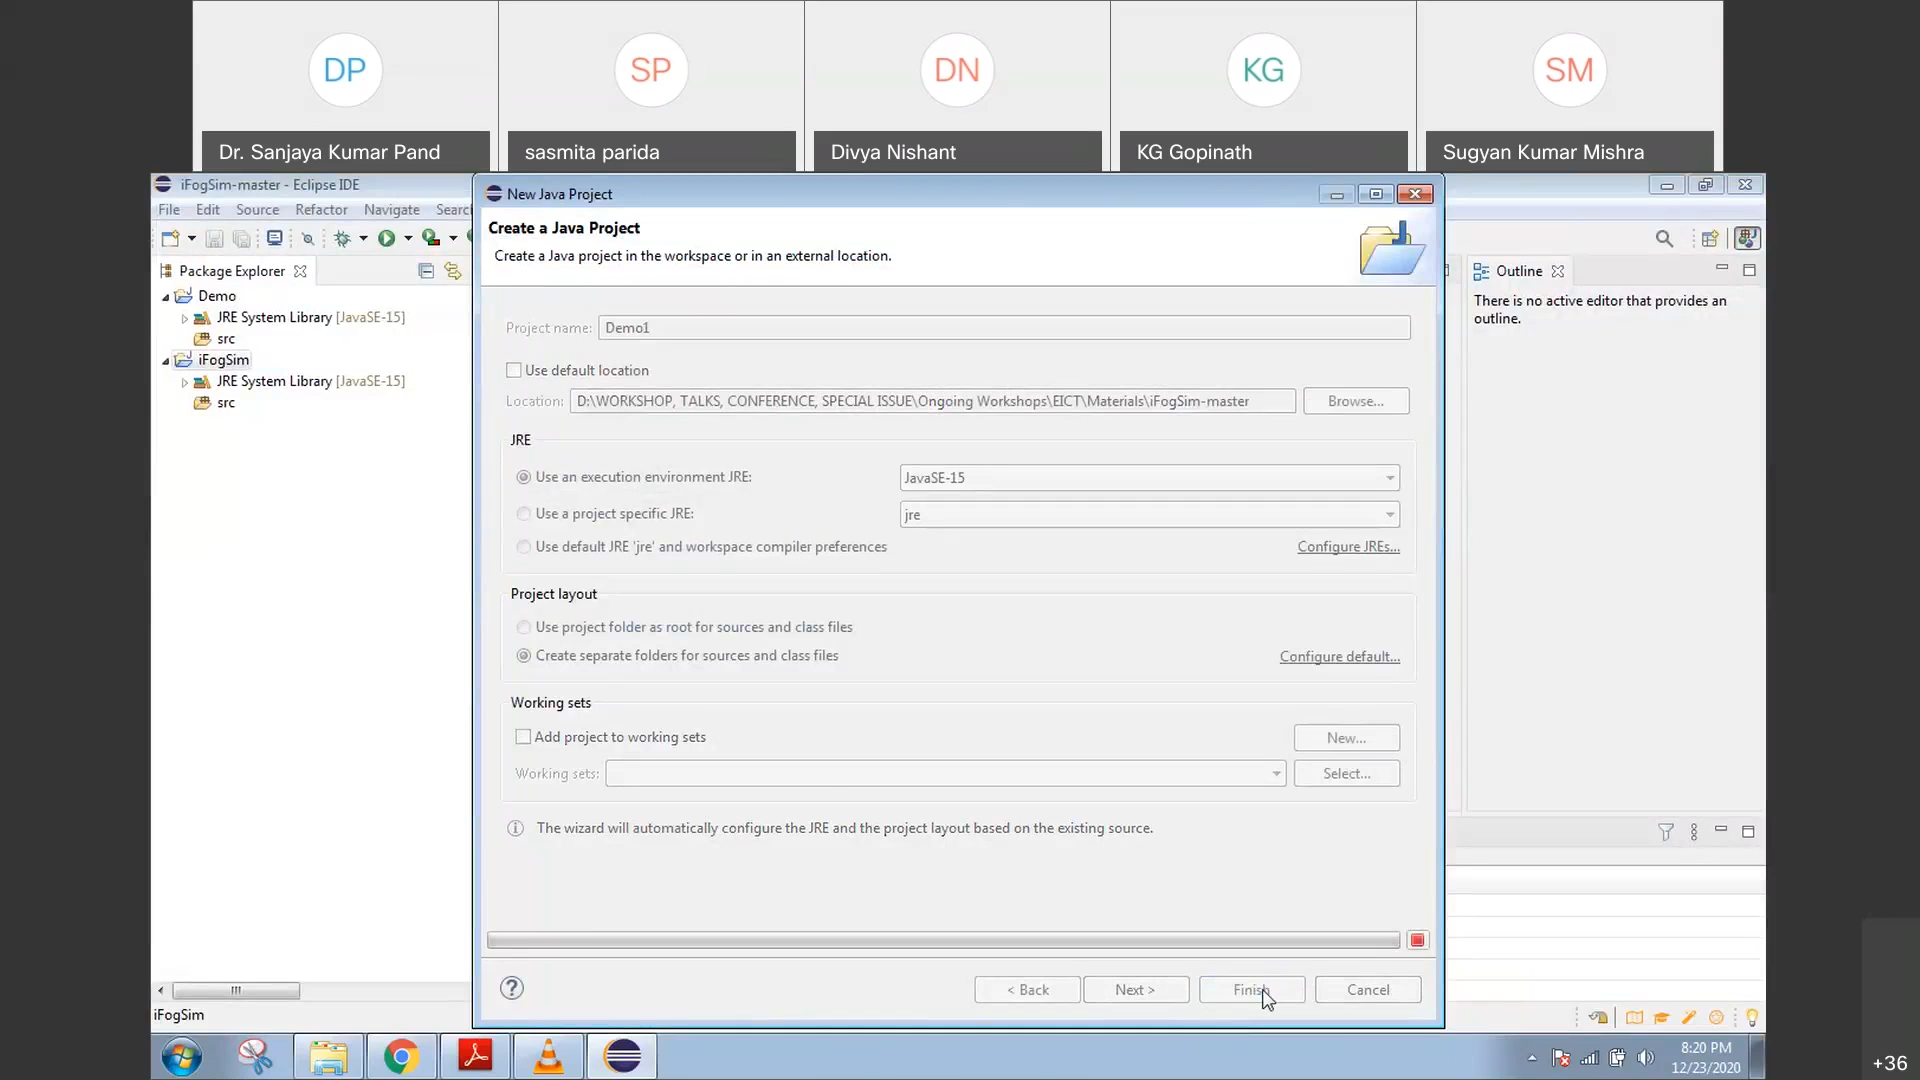 DP
SP
DN
KG
SM
Dr. Sanjaya Kumar Pand
sasmita parida
Divya Nishant
KG Gopinath
Sugyan Kumar Mishra
iFogSim-master - Eclipse IDE
File Edit Source Refactor Navigate Searc
Package Explorer
Demo
JRE System Library [JavaSE-15]
src
iFogSim
JRE System Library [JavaSE-15]
src
iFogSim
New Java Project
Create a Java Project
Create a Java project in the workspace or in an external location.
Project name: Demo1
Use default location
Location: D:\WORKSHOP, TALKS, CONFERENCE, SPECIAL ISSUE\Ongoing Workshops\EICT\Materials\iFogSim-master Browse...
JRE
Use an execution environment JRE: JavaSE-15
Use a project specific JRE: jre
Use default JRE 'jre' and workspace compiler preferences Configure JREs...
Project layout
Use project folder as root for sources and class files
Create separate folders for sources and class files Configure default...
Working sets
Add project to working sets New...
Working sets: Select...
The wizard will automatically configure the JRE and the project layout based on the existing source.
< Back Next > Finish Cancel
Outline
There is no active editor that provides an
outline.
8:20 PM
12/23/2020
+36